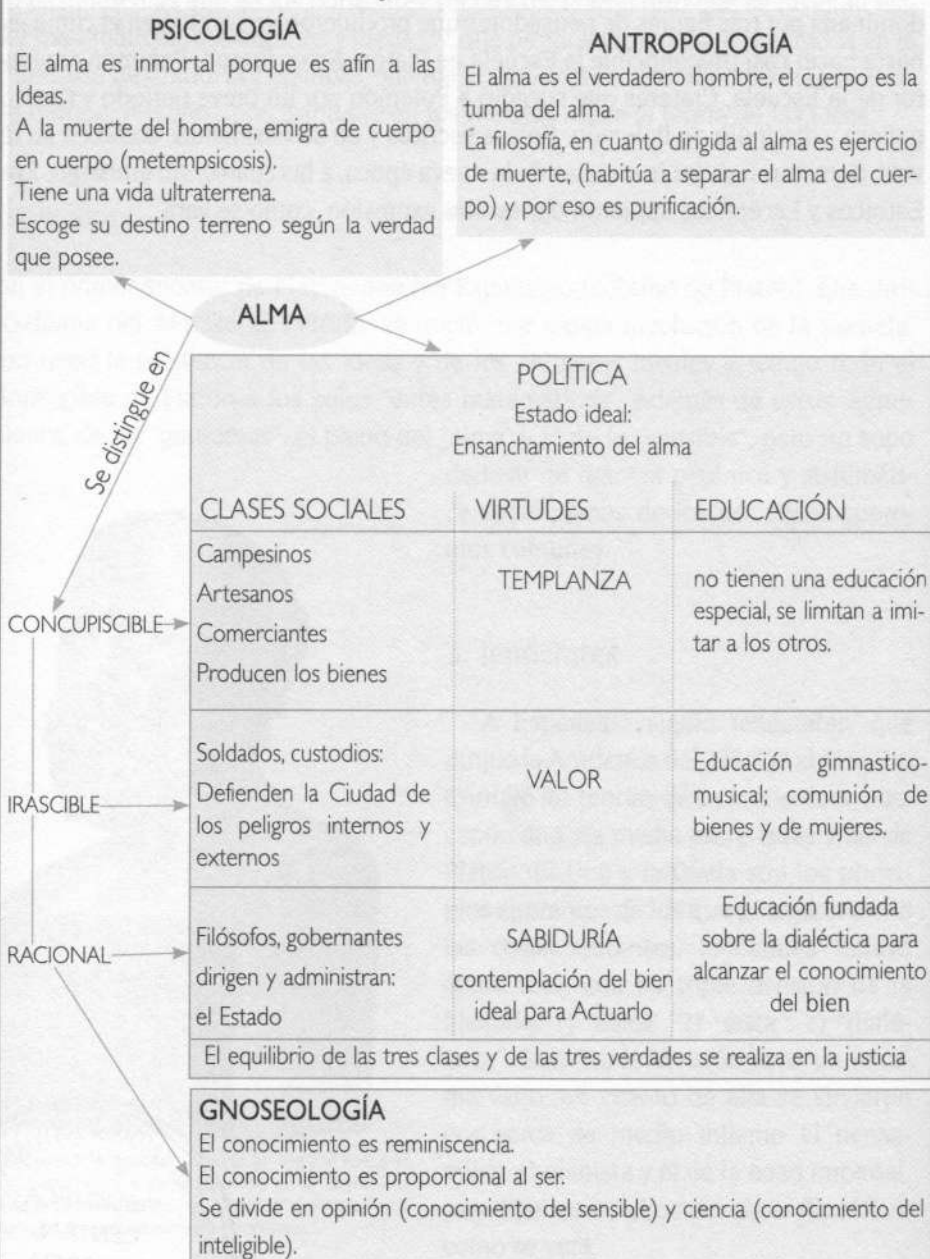 PSICOLOGÍA
El alma es inmortal porque es afín a las
Ideas.
A la muerte del hombre, emigra de cuerpo
en cuerpo (metempsicosis).
Tiene una vida ultraterrena.
Escoge su destino terreno según la verdad
que posee.
ANTROPOLOGÍA
El alma es el verdadero hombre, el cuerpo es la
tumba del alma.
La filosofía, en cuanto dirigida al alma es ejercicio
de muerte, (habitúa a separar el alma del cuer-
po) y por eso es purificación.
ALMA
Se distingue en
POLÍTICA
Estado ideal:
Ensanchamiento del alma
CLASES SOCIALES
VIRTUDES
EDUCACIÓN
CONCUPISCIBLE
Campesinos
Artesanos
Comerciantes
Producen los bienes
TEMPLANZA
no tienen una educación
especial, se limitan a imi-
tar a los otros.
IRASCIBLE
Soldados, custodios:
Defienden la Ciudad de
los peligros internos y
externos
VALOR
Educación gimnastico-
musical; comunión de
bienes y de mujeres.
RACIONAL
Filósofos, gobernantes
dirigen y administran:
el Estado
SABIDURÍA
contemplación del bien
ideal para Actuarlo
Educación fundada
sobre la dialéctica para
alcanzar el conocimiento
del bien
El equilibrio de las tres clases y de las tres verdades se realiza en la justicia
GNOSEOLOGÍA
El conocimiento es reminiscencia.
El conocimiento es proporcional al ser.
Se divide en opinión (conocimiento del sensible) y ciencia (conocimiento del
inteligible).